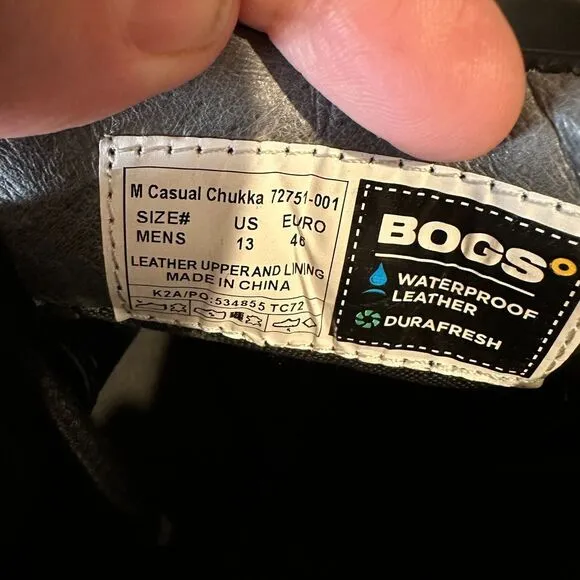 M Casual Chukka 72751-001
SIZE# US EURO
MENS 13 46
LEATHER UPPER AND LINING
MADE IN CHINA
K2A/PO:534855 TC72
BOGS
WATERPROOF
LEATHER
DURAFRESH